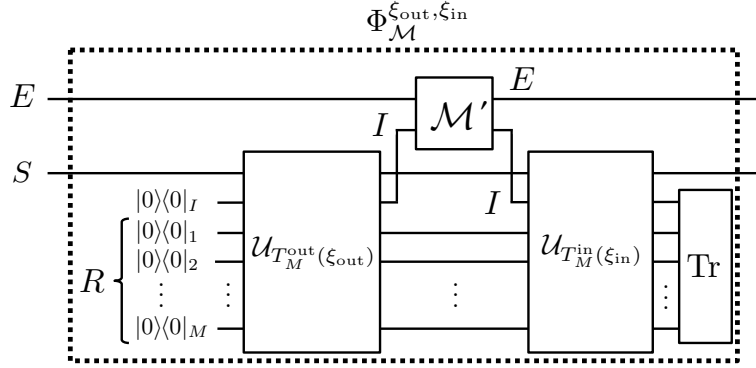 Φ_ℳ^{ξ_out, ξ_in}
E
ℳ′
E
I
S
I
|0⟩⟨0|_I
|0⟩⟨0|_1
|0⟩⟨0|_2
R
⋮ ⋮ ⋮ ⋮
|0⟩⟨0|_M
𝒰_{T_M^{out}(ξ_out)}
𝒰_{T_M^{in}(ξ_in)}
Tr